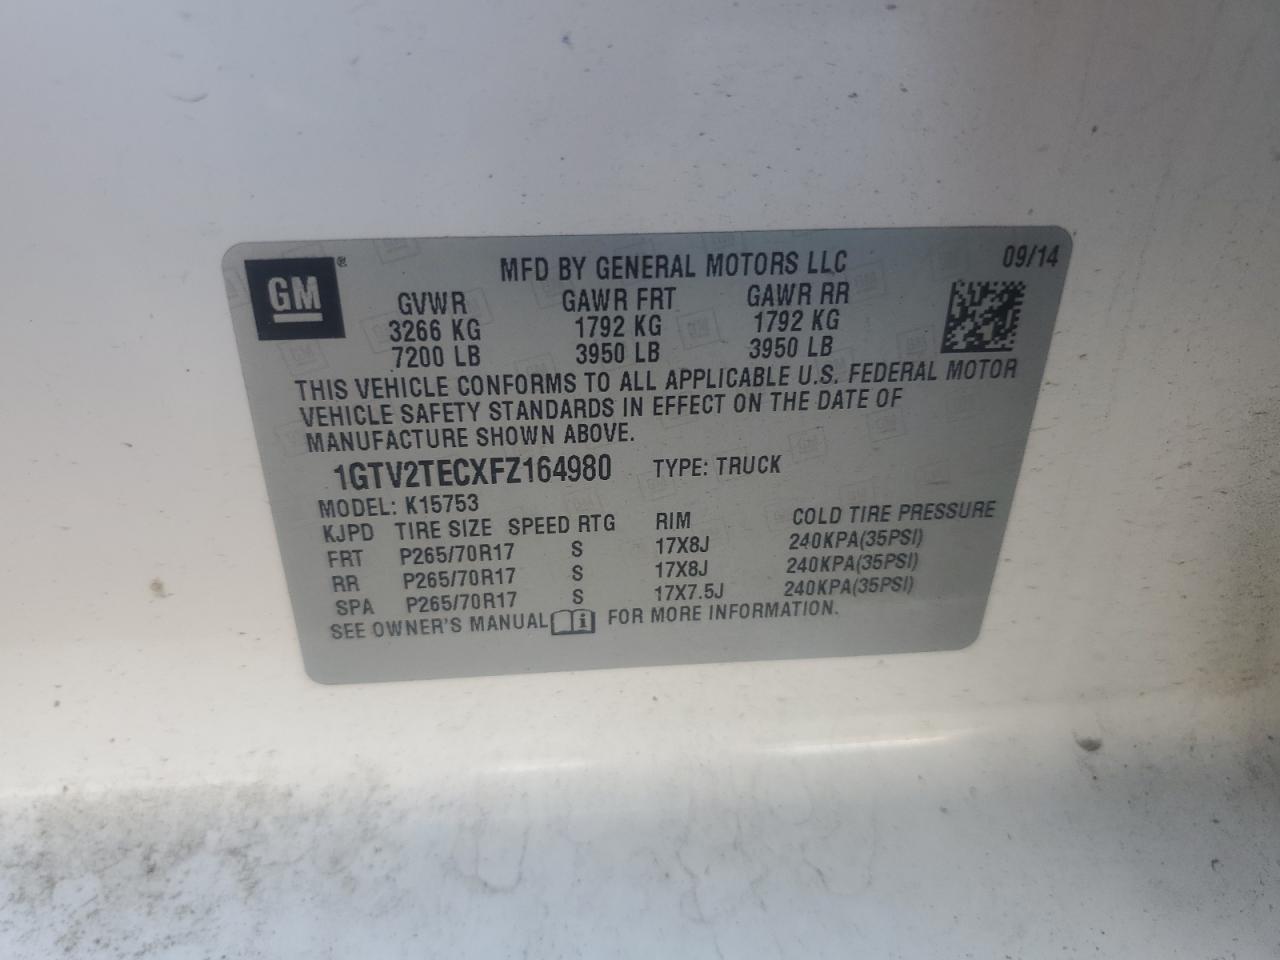 GM ®
MFD BY GENERAL MOTORS LLC 09/14
GVWR GAWR FRT GAWR RR
3266 KG 1792 KG 1792 KG
7200 LB 3950 LB 3950 LB
THIS VEHICLE CONFORMS TO ALL APPLICABLE U.S. FEDERAL MOTOR
VEHICLE SAFETY STANDARDS IN EFFECT ON THE DATE OF
MANUFACTURE SHOWN ABOVE.
1GTV2TECXFZ164980 TYPE: TRUCK
MODEL: K15753
KJPD TIRE SIZE SPEED RTG RIM COLD TIRE PRESSURE
FRT P265/70R17 S 17X8J 240KPA(35PSI)
RR P265/70R17 S 17X8J 240KPA(35PSI)
SPA P265/70R17 S 17X7.5J 240KPA(35PSI)
SEE OWNER'S MANUAL i FOR MORE INFORMATION.